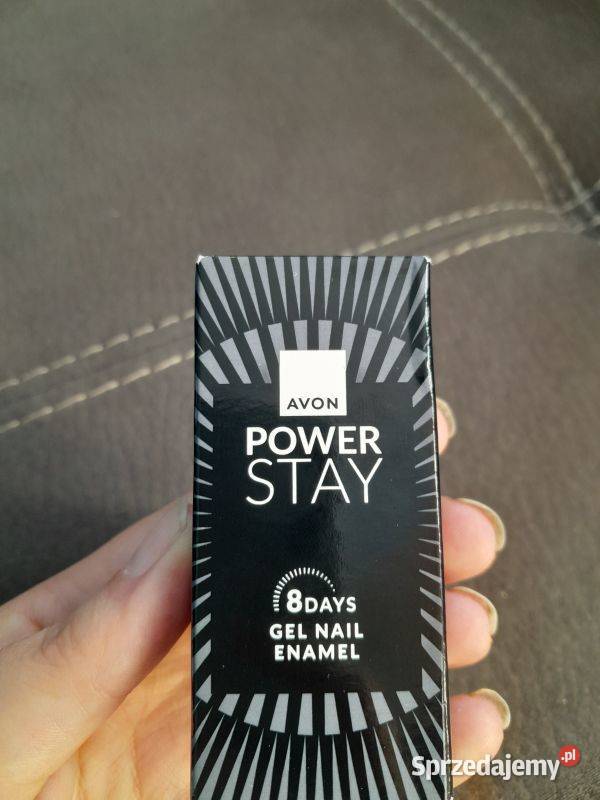 AVON
POWER
STAY
8DAYS
GEL NAIL
ENAMEL
Sprzedajemy.pl